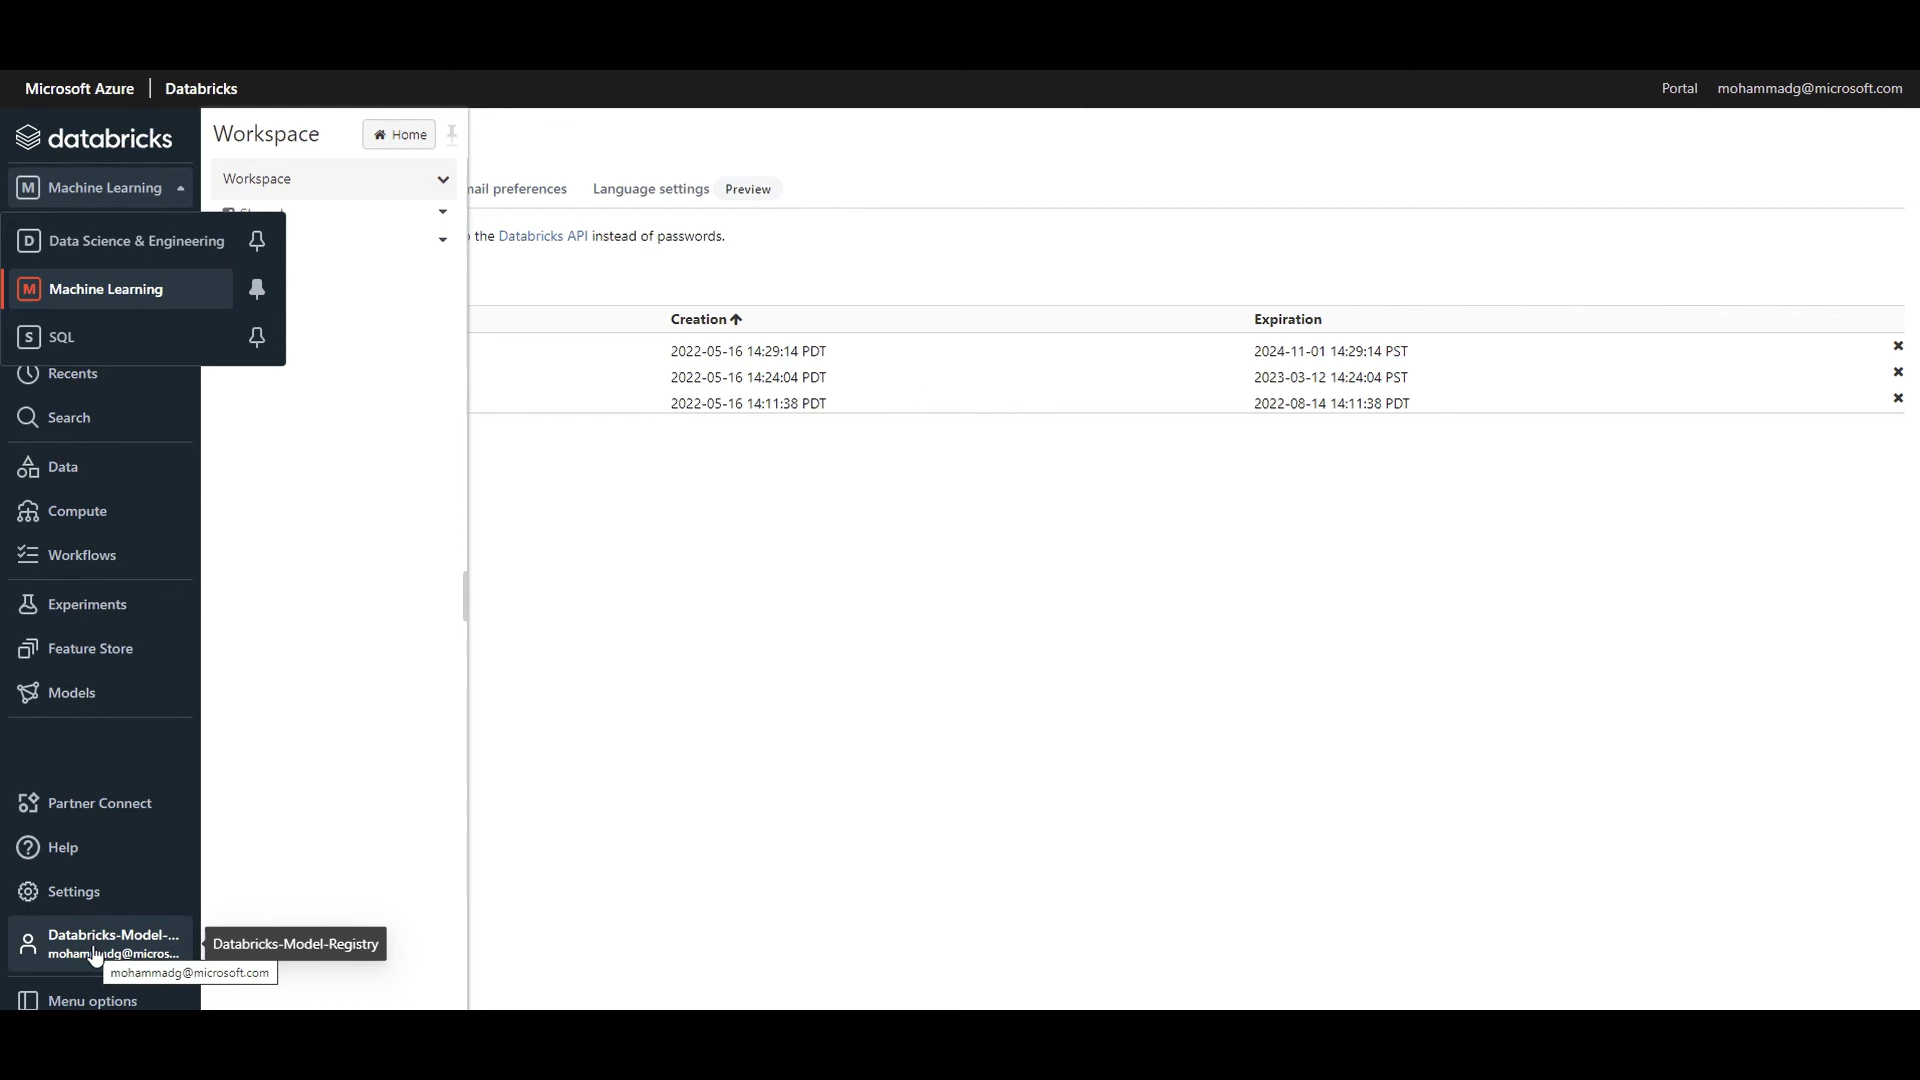 Microsoft Azure | Databricks
Portal
mohammadg@microsoft.com
databricks
M Machine Learning
D Data Science & Engineering
M Machine Learning
S SQL
Recents
Search
Data
Compute
Workflows
Experiments
Feature Store
Models
Partner Connect
Help
Settings
Databricks-Model-...
mohammadg@micros...
Menu options
Databricks-Model-Registry
mohammadg@microsoft.com
Workspace
Home
Workspace
mail preferences
Language settings
Preview
the Databricks API instead of passwords.
Creation
Expiration
2022-05-16 14:29:14 PDT
2024-11-01 14:29:14 PST
2022-05-16 14:24:04 PDT
2023-03-12 14:24:04 PST
2022-05-16 14:11:38 PDT
2022-08-14 14:11:38 PDT